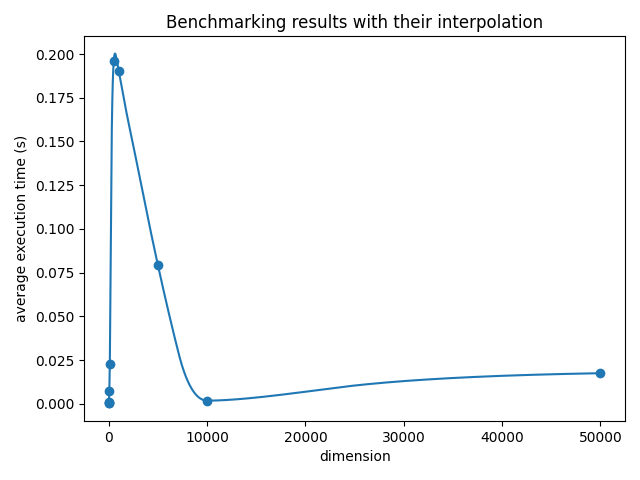 Benchmarking results with their interpolation
average execution time (s)
0.200
0.175
0.150
0.125
0.100
0.075
0.050
0.025
0.000
0 10000 20000 30000 40000 50000
dimension